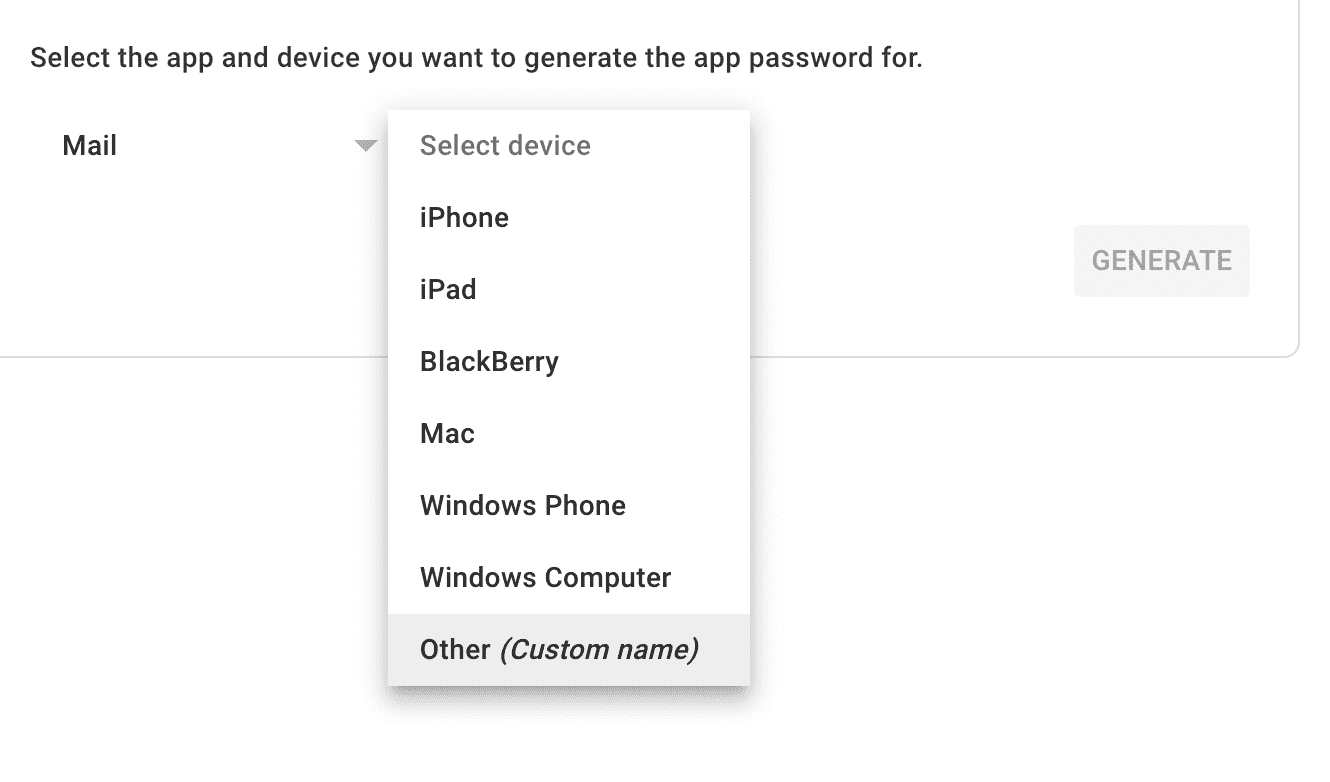 Select the app and device you want to generate the app password for.
Mail
Select device
iPhone
iPad
BlackBerry
Mac
Windows Phone
Windows Computer
Other (Custom name)
GENERATE